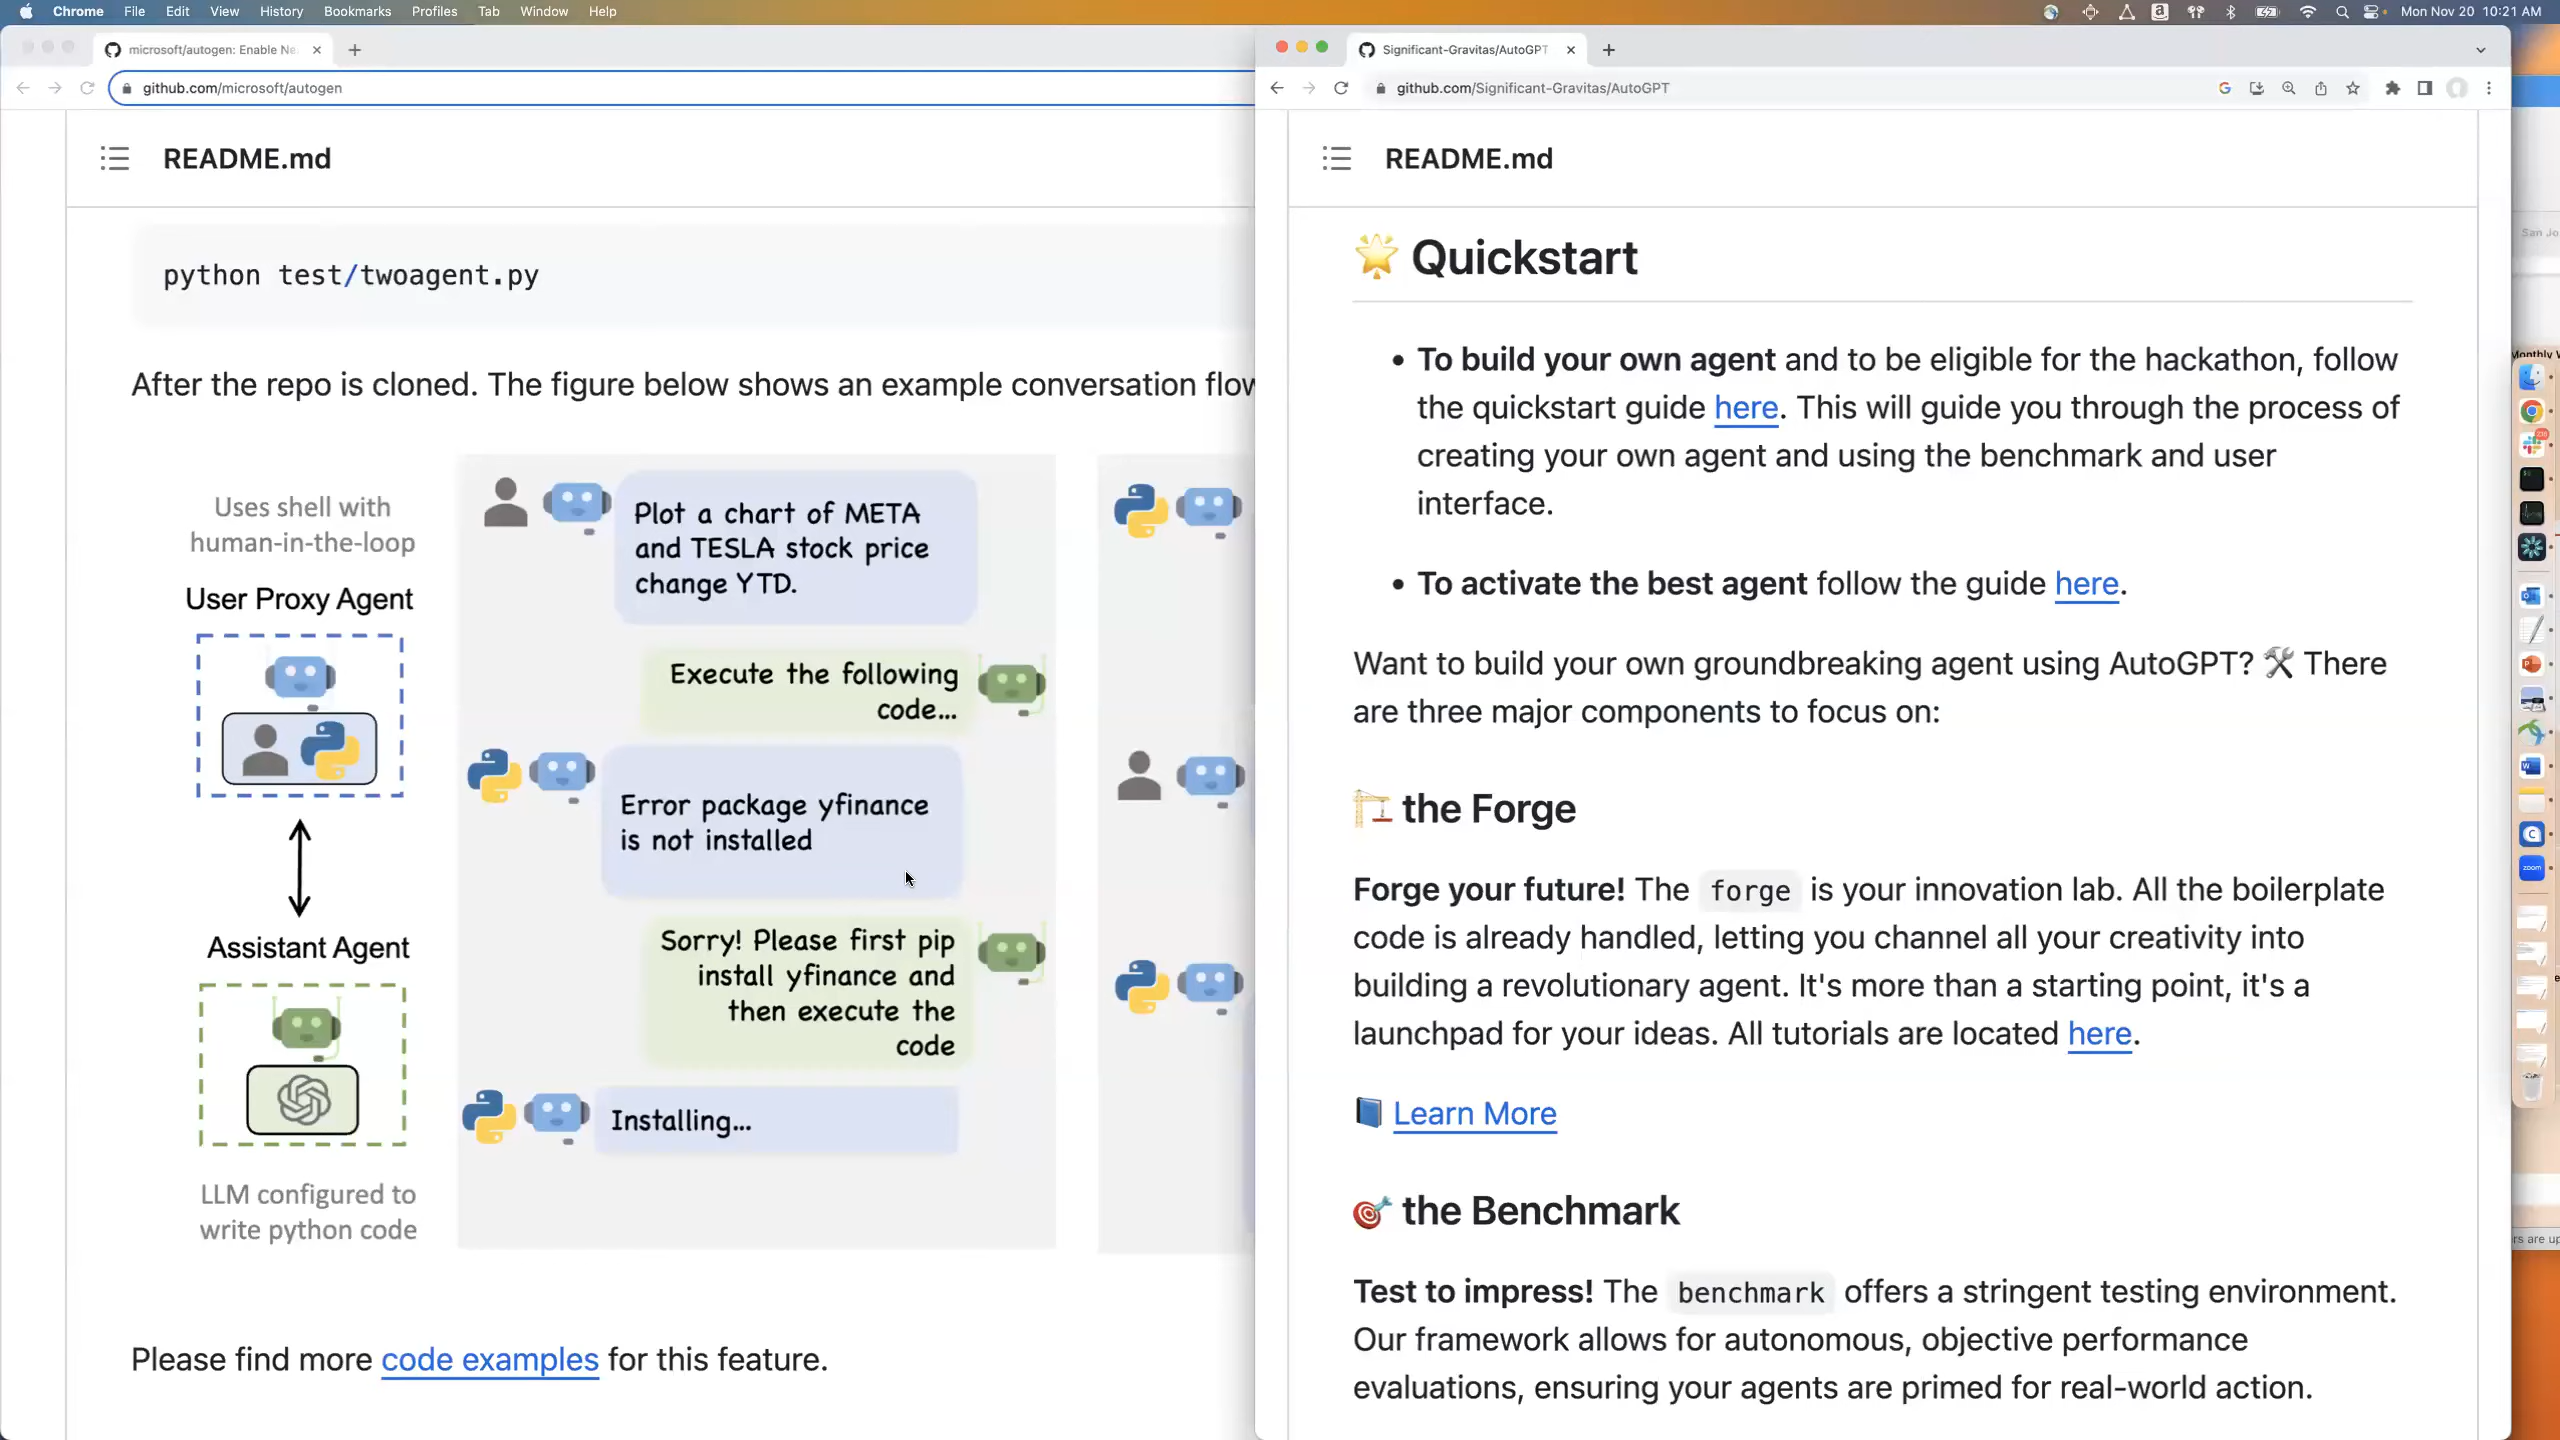 Chrome File Edit View History Bookmarks Profiles Tab Window Help
Mon Nov 20 10:21 AM
microsoft/autogen: Enable Ne
github.com/microsoft/autogen
README.md
python test/twoagent.py
After the repo is cloned. The figure below shows an example conversation flow
Uses shell with
human-in-the-loop
User Proxy Agent
Assistant Agent
LLM configured to
write python code
Plot a chart of META
and TESLA stock price
change YTD.
Execute the following
code...
Error package yfinance
is not installed
Sorry! Please first pip
install yfinance and
then execute the
code
Installing...
Please find more code examples for this feature.
Significant-Gravitas/AutoGPT
github.com/Significant-Gravitas/AutoGPT
README.md
🌟 Quickstart
• To build your own agent and to be eligible for the hackathon, follow
the quickstart guide here. This will guide you through the process of
creating your own agent and using the benchmark and user
interface.
• To activate the best agent follow the guide here.
Want to build your own groundbreaking agent using AutoGPT? 🛠️ There
are three major components to focus on:
🏗️ the Forge
Forge your future! The forge is your innovation lab. All the boilerplate
code is already handled, letting you channel all your creativity into
building a revolutionary agent. It's more than a starting point, it's a
launchpad for your ideas. All tutorials are located here.
📘 Learn More
🎯 the Benchmark
Test to impress! The benchmark offers a stringent testing environment.
Our framework allows for autonomous, objective performance
evaluations, ensuring your agents are primed for real-world action.
San Jo
Monthly
zoom
rs are up